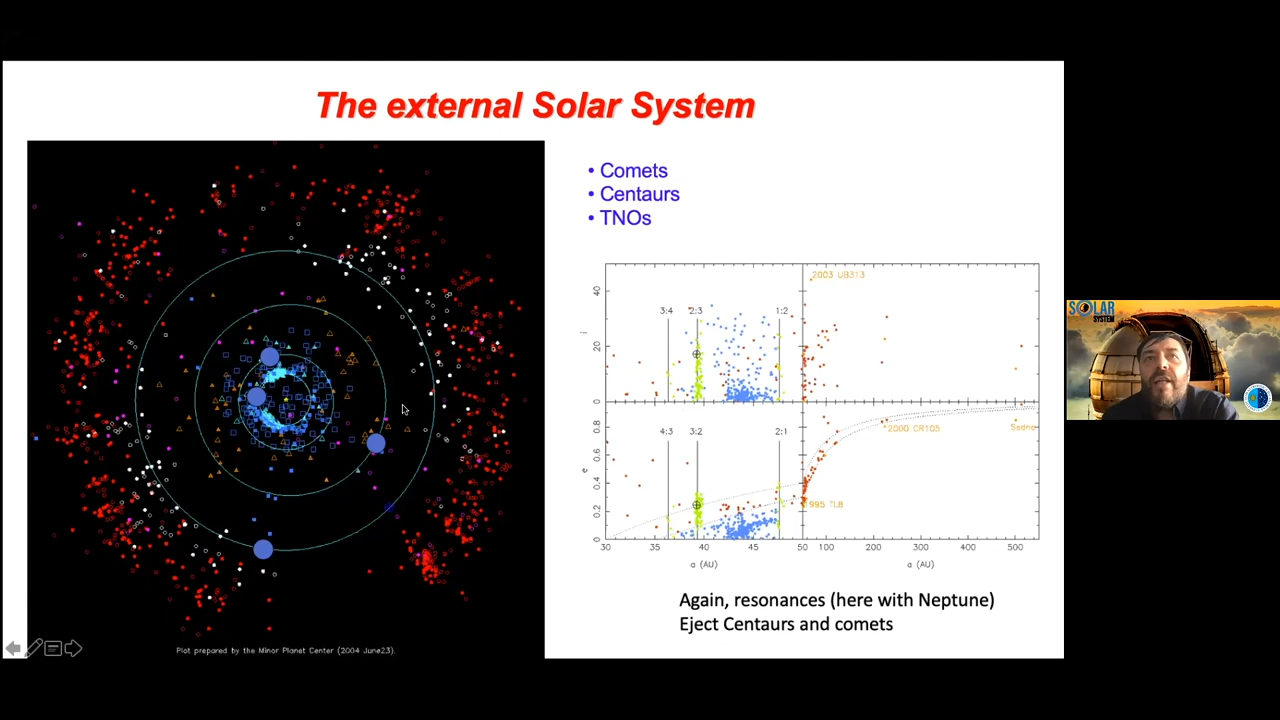 The external Solar System
• Comets
• Centaurs
• TNOs
2003 UB313
3:4
2:3
1:2
40
20
0
i
2000 CR105
Sedna
1995 TL8
4:3
3:2
2:1
0.8
0.6
0.4
0.2
0
e
30
35
40
45
50
100
200
300
400
500
a (AU)
a (AU)
Again, resonances (here with Neptune)
Eject Centaurs and comets
Plot prepared by the Minor Planet Center (2004 June23).
SOLAR
SYSTEM